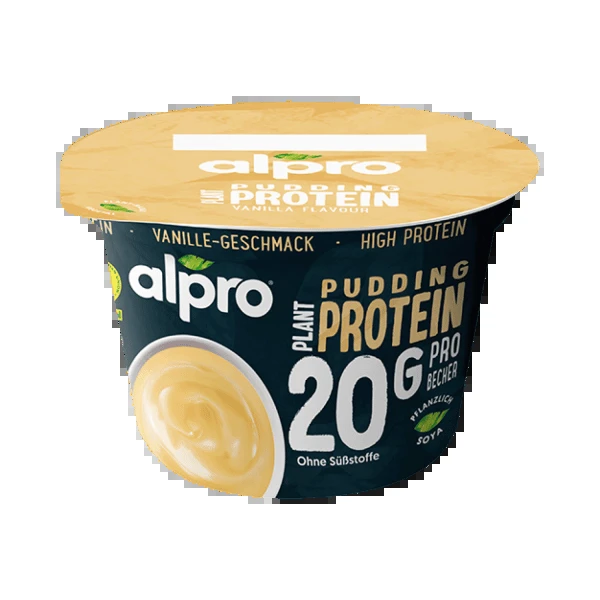 alpro
PLANT
PUDDING
PROTEIN
VANILLA FLAVOUR
VANILLE-GESCHMACK · HIGH PROTEIN
alpro
PLANT
PUDDING
PROTEIN
20G PRO
BECHER
Ohne Süßstoffe
PFLANZLICH
SOYA